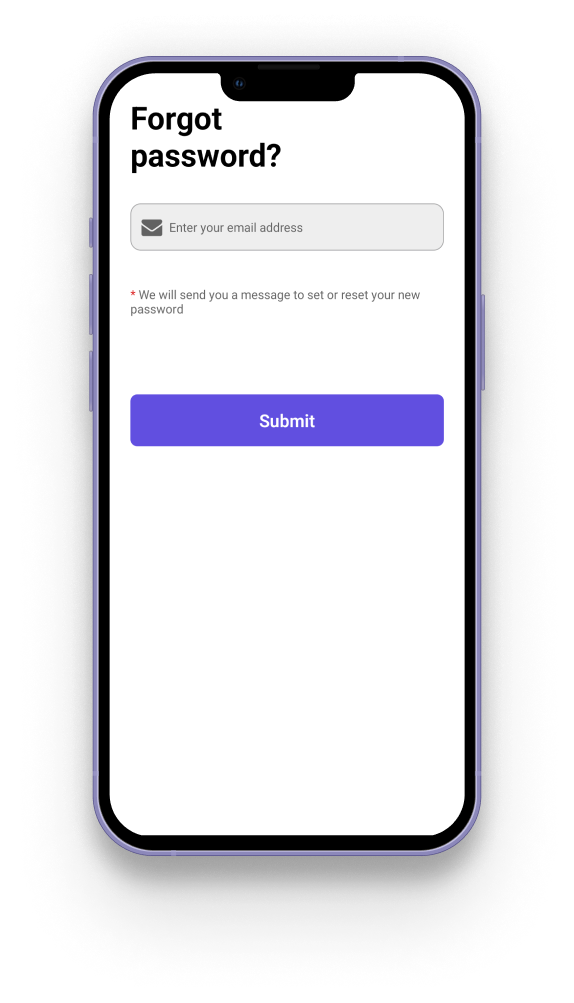 Forgot
password?
Enter your email address
* We will send you a message to set or reset your new
password
Submit